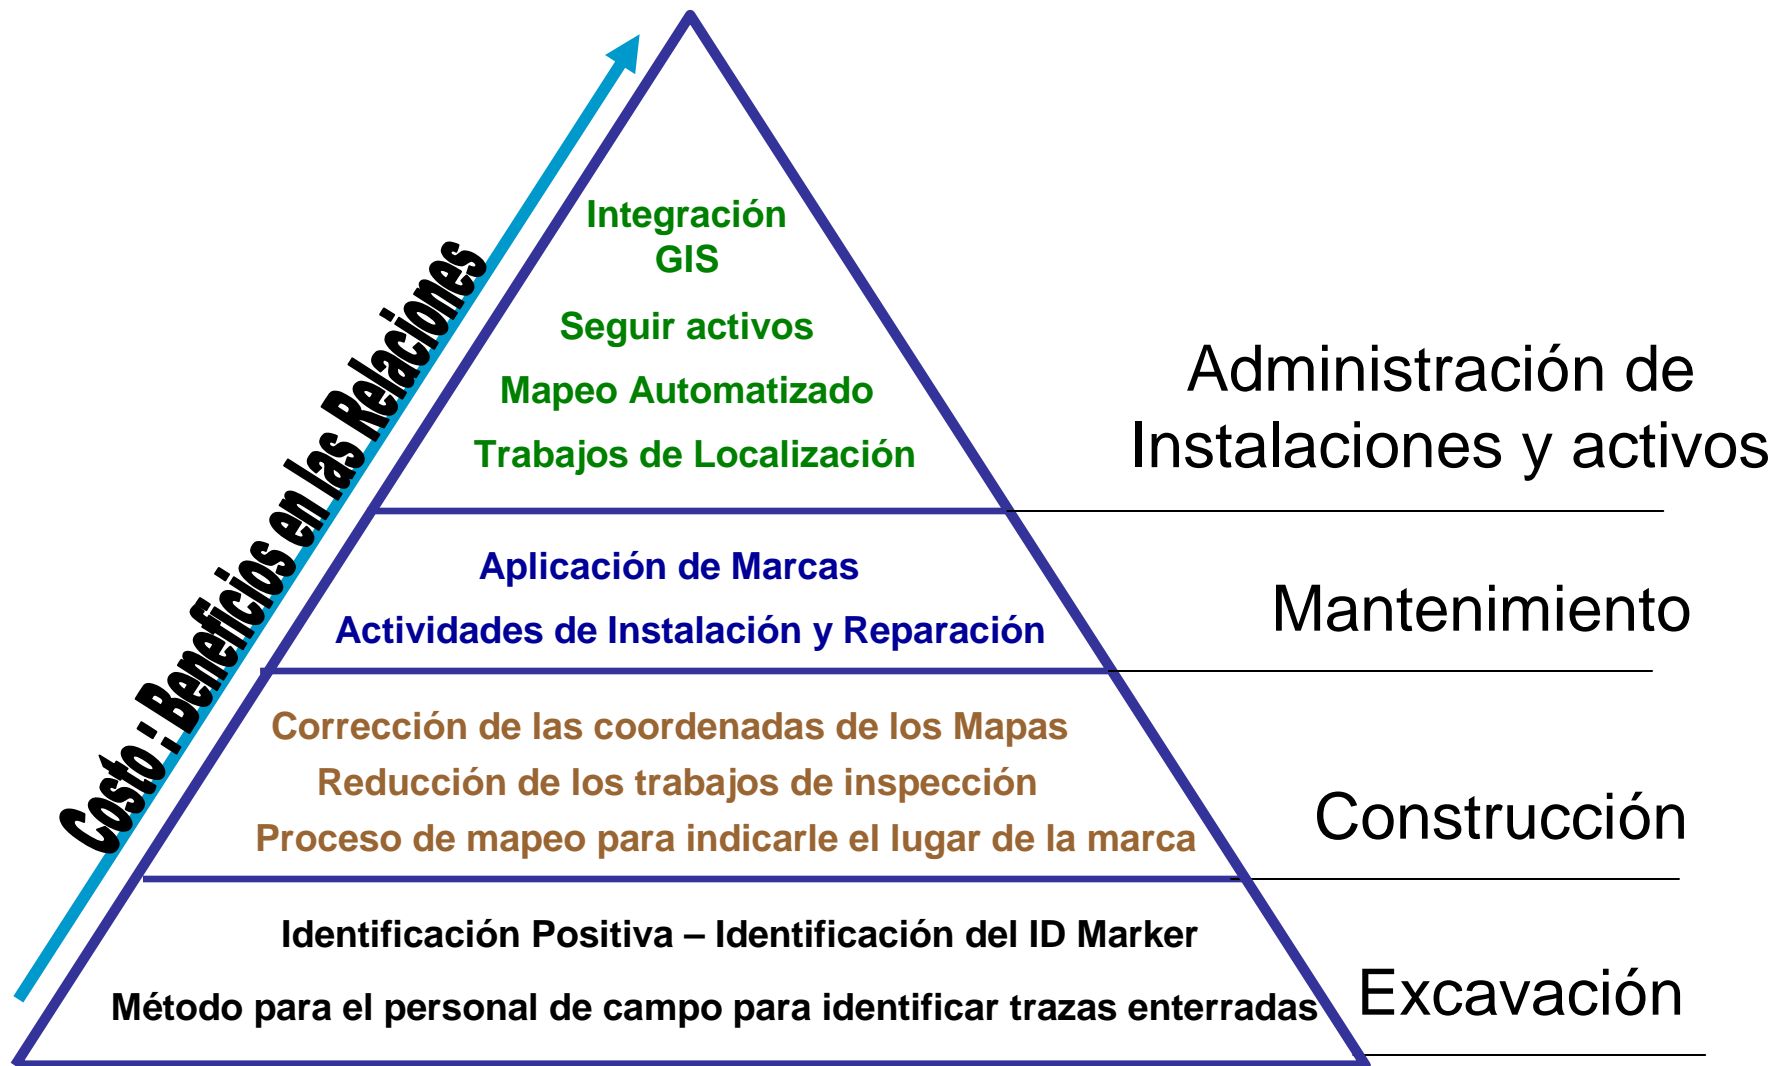 Costo : Beneficios en las Relaciones
Integración
GIS
Seguir activos
Mapeo Automatizado
Trabajos de Localización
Administración de
Instalaciones y activos
Aplicación de Marcas
Actividades de Instalación y Reparación
Mantenimiento
Corrección de las coordenadas de los Mapas
Reducción de los trabajos de inspección
Proceso de mapeo para indicarle el lugar de la marca
Construcción
Identificación Positiva – Identificación del ID Marker
Método para el personal de campo para identificar trazas enterradas
Excavación